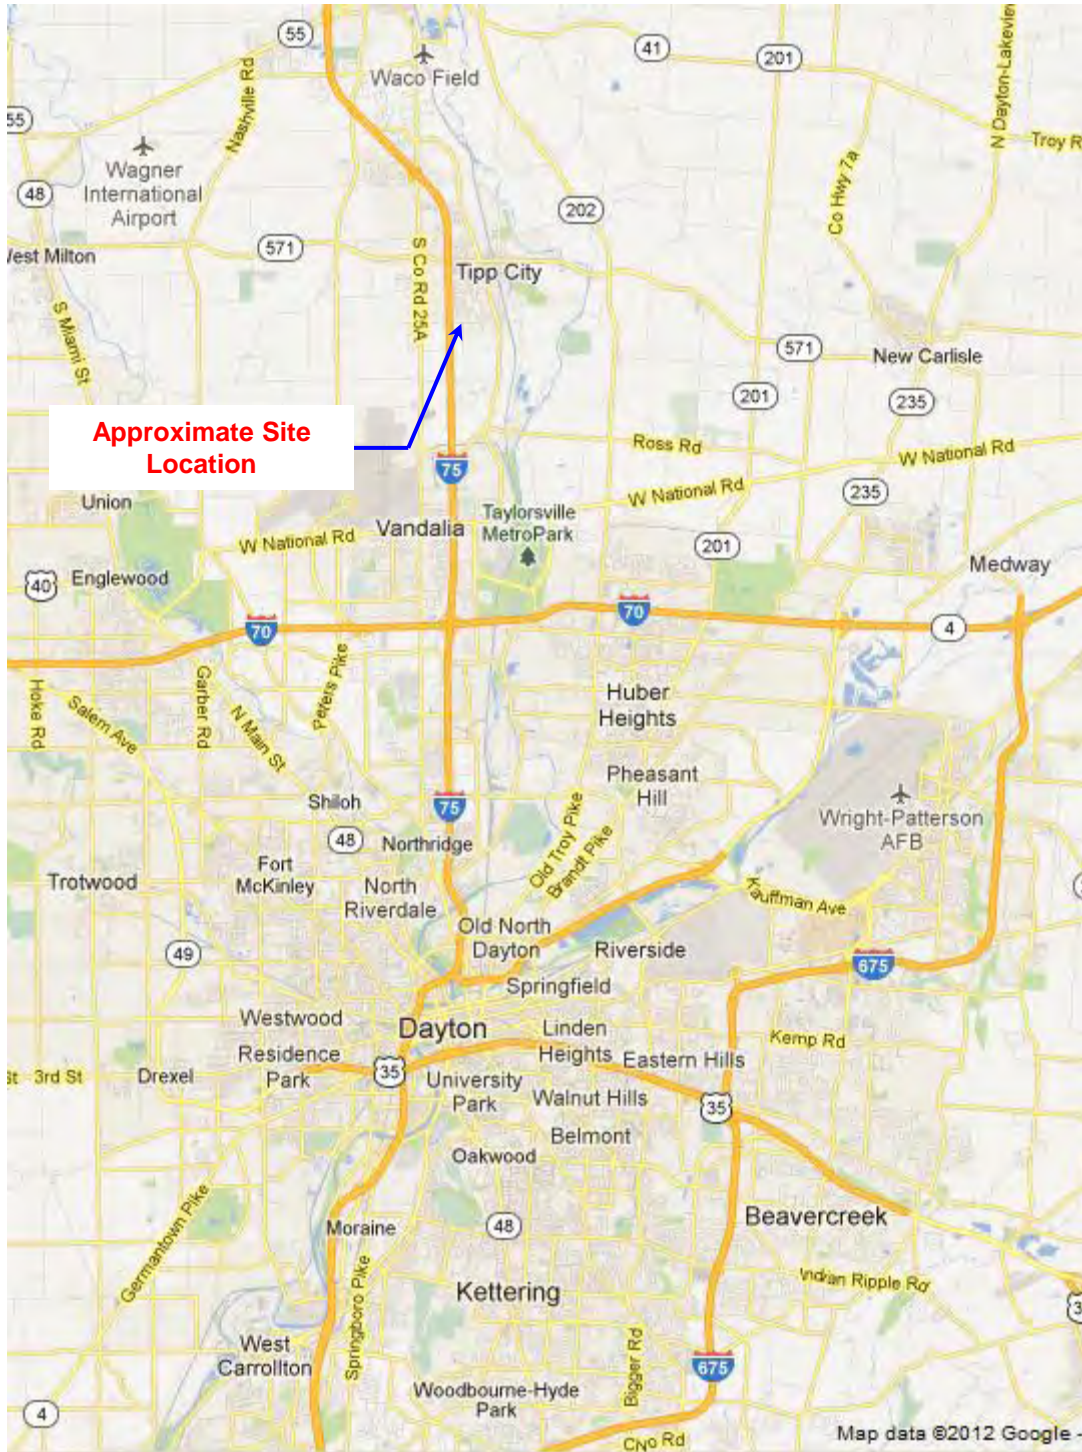 55
41
201
Waco Field
Nashville Rd
N Dayton-Lakeview
55
Troy R
Wagner
International
Airport
Co Hwy 7a
48
202
571
S Co Rd 25A
West Milton
Tipp City
S Miami St
571
New Carlisle
201
235
Approximate Site
Location
Ross Rd
W National Rd
75
W National Rd
235
Union
Taylorsville
MetroPark
Vandalia
W National Rd
201
Medway
40
Englewood
70
70
4
Hoke Rd
Salem Ave
Garber Rd
N Main St
Peters Pike
Huber
Heights
Pheasant
Hill
75
Shiloh
48
Northridge
Old Troy Pike
Brandt Pike
Wright-Patterson
AFB
Fort
McKinley
Trotwood
North
Riverdale
Kauffman Ave
Old North
Dayton
Riverside
49
675
Springfield
Westwood
Dayton
Linden
Heights
Kemp Rd
Residence
Park
Eastern Hills
St
3rd St
Drexel
35
University
Park
Walnut Hills
35
Belmont
Oakwood
Germantown Pike
Moraine
48
Beavercreek
Springboro Pike
Kettering
Indian Ripple Rd
3
West
Carrollton
Bigger Rd
675
Woodbourne-Hyde
Park
4
Map data ©2012 Google -